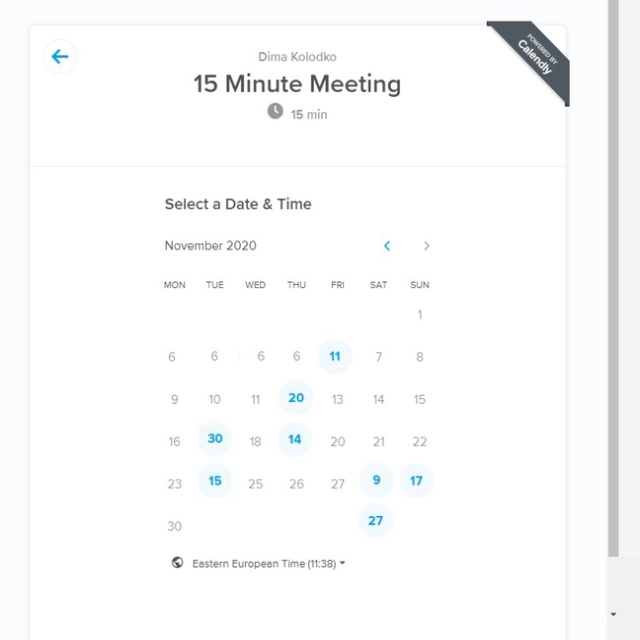 Dima Kolodko
POWERED BY
Calendly
15 Minute Meeting
15 min
Select a Date & Time
November 2020
MON TUE WED THU FRI SAT SUN
1
6 6 6 6 11 7 8
9 10 11 20 13 14 15
16 30 18 14 20 21 22
23 15 25 26 27 9 17
30 27
Eastern European Time (11:38)